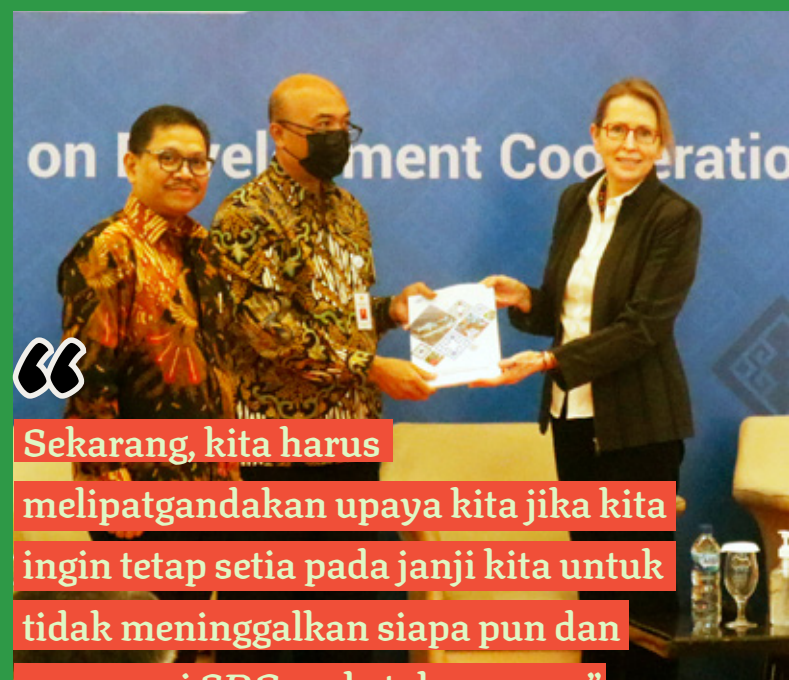 on Development Cooperatio
“
Sekarang, kita harus
melipatgandakan upaya kita jika kita
ingin tetap setia pada janji kita untuk
tidak meninggalkan siapa pun dan